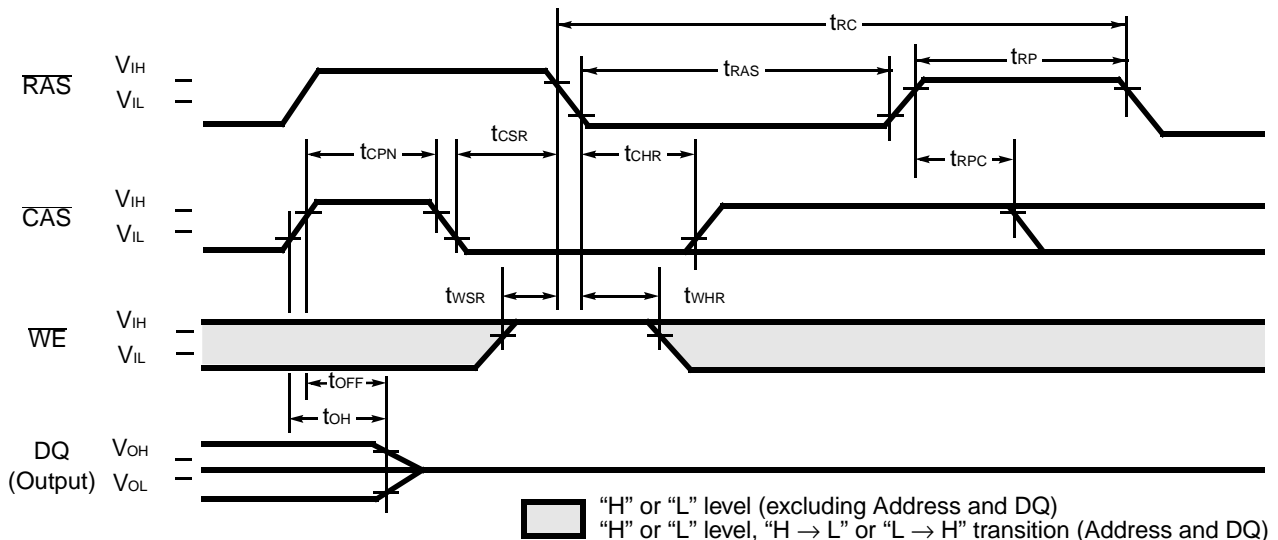 tRC
RAS
VIH
VIL
tRAS
tRP
tCPN
tCSR
tCHR
tRPC
CAS
VIH
VIL
tWSR
tWHR
WE
VIH
VIL
tOFF
tOH
DQ
(Output)
VOH
VOL
“H” or “L” level (excluding Address and DQ)
“H” or “L” level, “H → L” or “L → H” transition (Address and DQ)